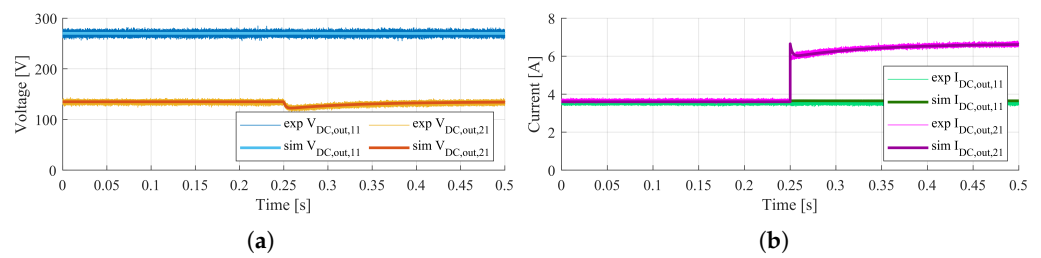 300
200
100
0
Voltage [V]
exp V_DC,out,11
exp V_DC,out,21
sim V_DC,out,11
sim V_DC,out,21
0 0.05 0.1 0.15 0.2 0.25 0.3 0.35 0.4 0.45 0.5
Time [s]
(a)
8
6
4
2
0
Current [A]
exp I_DC,out,11
sim I_DC,out,11
exp I_DC,out,21
sim I_DC,out,21
0 0.05 0.1 0.15 0.2 0.25 0.3 0.35 0.4 0.45 0.5
Time [s]
(b)